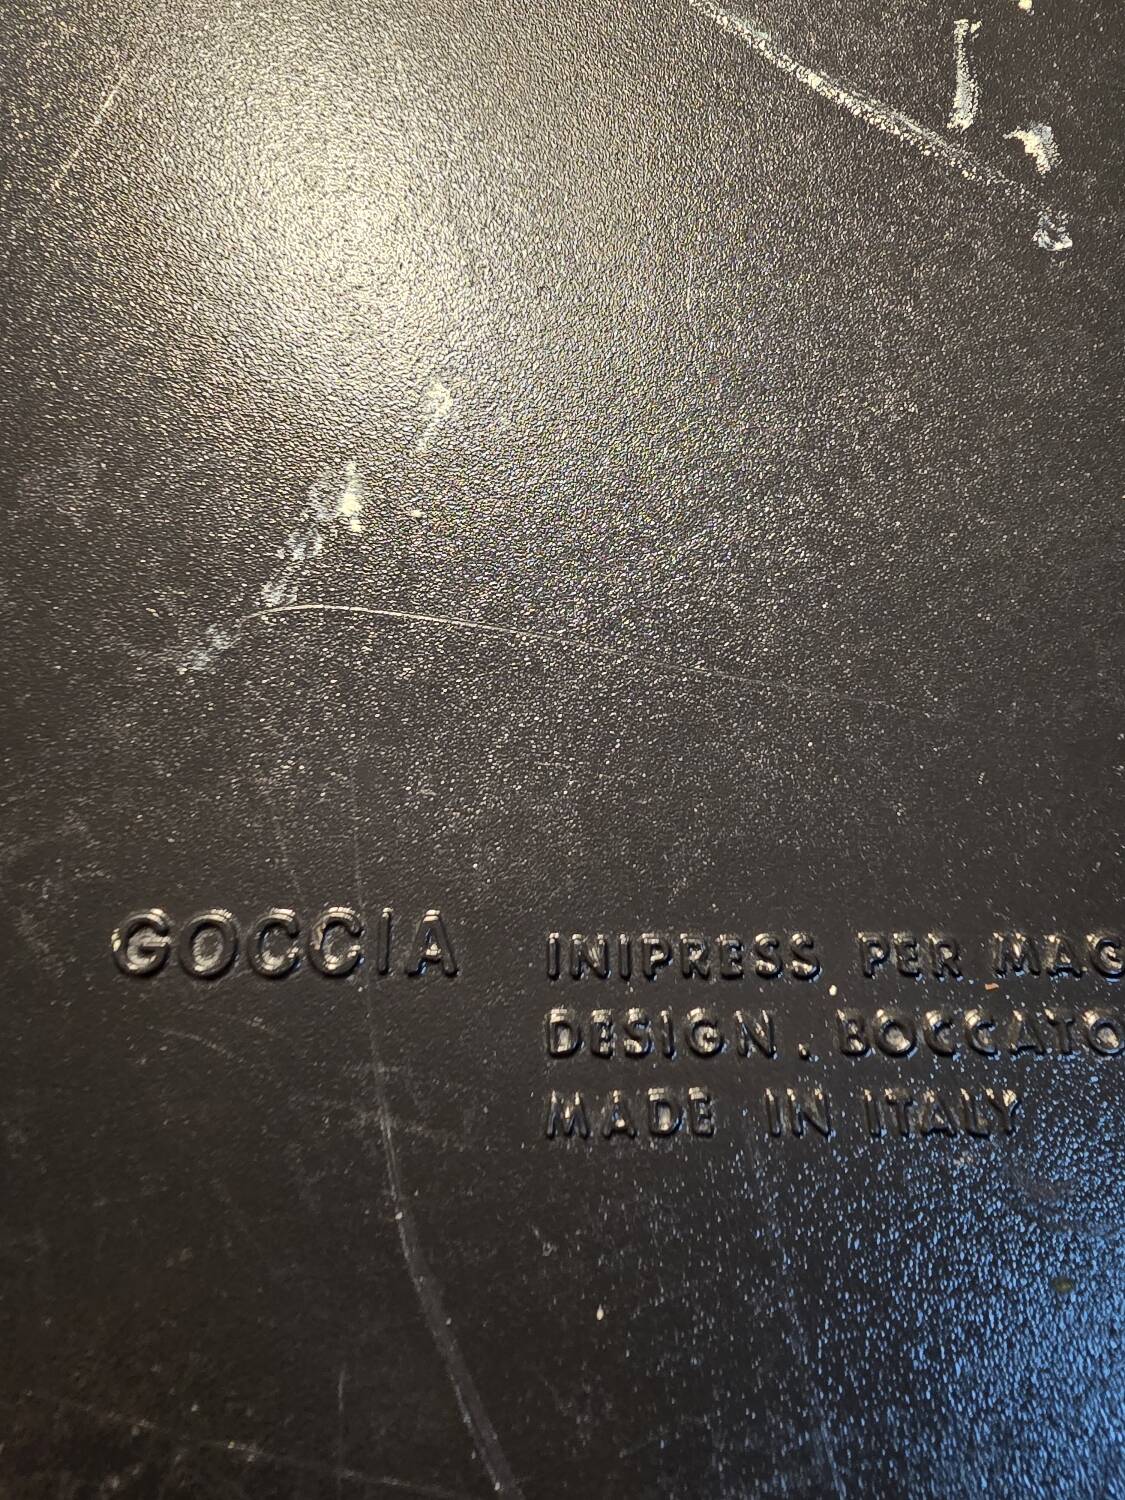 GOCCIA
INIPRESS PER MAG
DESIGN . BOCCATO
MADE IN ITALY